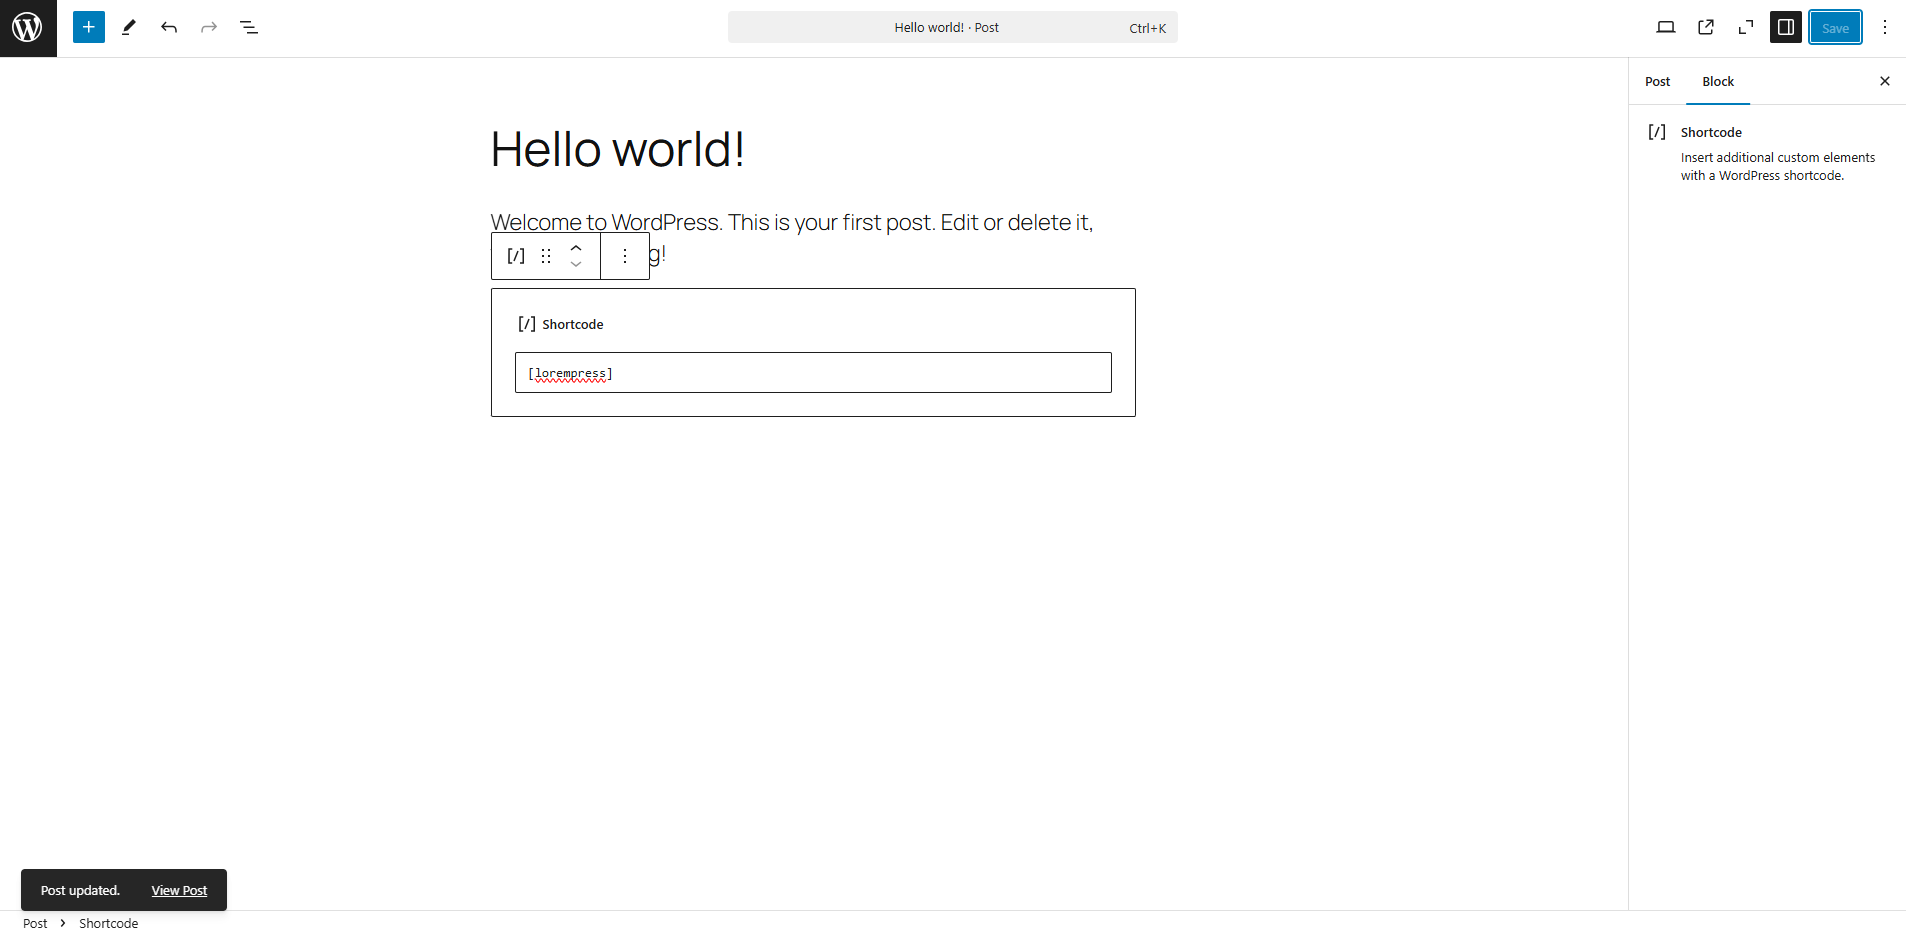 Hello world! · Post
Ctrl+K
Save
Post
Block
Shortcode
Insert additional custom elements
with a WordPress shortcode.
Hello world!
Welcome to WordPress. This is your first post. Edit or delete it,
g!
[/] Shortcode
[lorempress]
Post updated.
View Post
Post
Shortcode